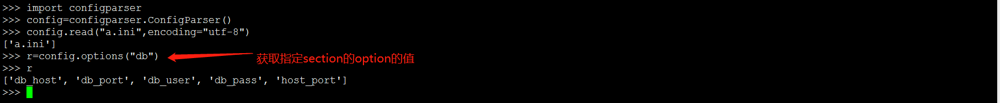 >>> import configparser
>>> config=configparser.ConfigParser()
>>> config.read("a.ini",encoding="utf-8")
['a.ini']
>>> r=config.options("db")
获取指定section的option的值
>>> r
['db_host', 'db_port', 'db_user', 'db_pass', 'host_port']
>>>